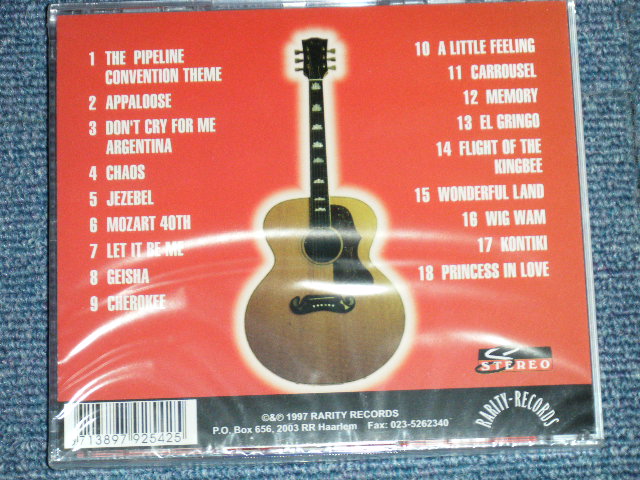 1 THE PIPELINE
CONVENTION THEME
2 APPALOOSE
3 DON'T CRY FOR ME
ARGENTINA
4 CHAOS
5 JEZEBEL
6 MOZART 40TH
7 LET IT BE ME
8 GEISHA
9 CHEROKEE
10 A LITTLE FEELING
11 CARROUSEL
12 MEMORY
13 EL GRINGO
14 FLIGHT OF THE
KINGBEE
15 WONDERFUL LAND
16 WIG WAM
17 KONTIKI
18 PRINCESS IN LOVE
STEREO
©&℗ 1997 RARITY RECORDS
P.O. Box 656, 2003 RR Haarlem Fax: 023-5262340
RARITY-RECORDS
8713897 925425